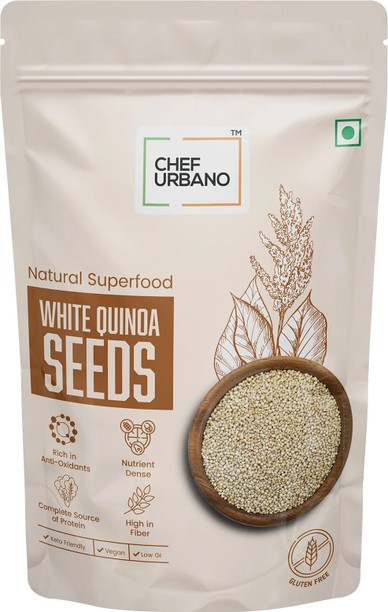 TM
CHEF
URBANO
Natural Superfood
WHITE QUINOA
SEEDS
Rich in
Anti-Oxidants
Nutrient
Dense
Complete Source
of Protein
High in
Fiber
✓ Keto Friendly ✓ Vegan ✓ Low GI
GLUTEN FREE